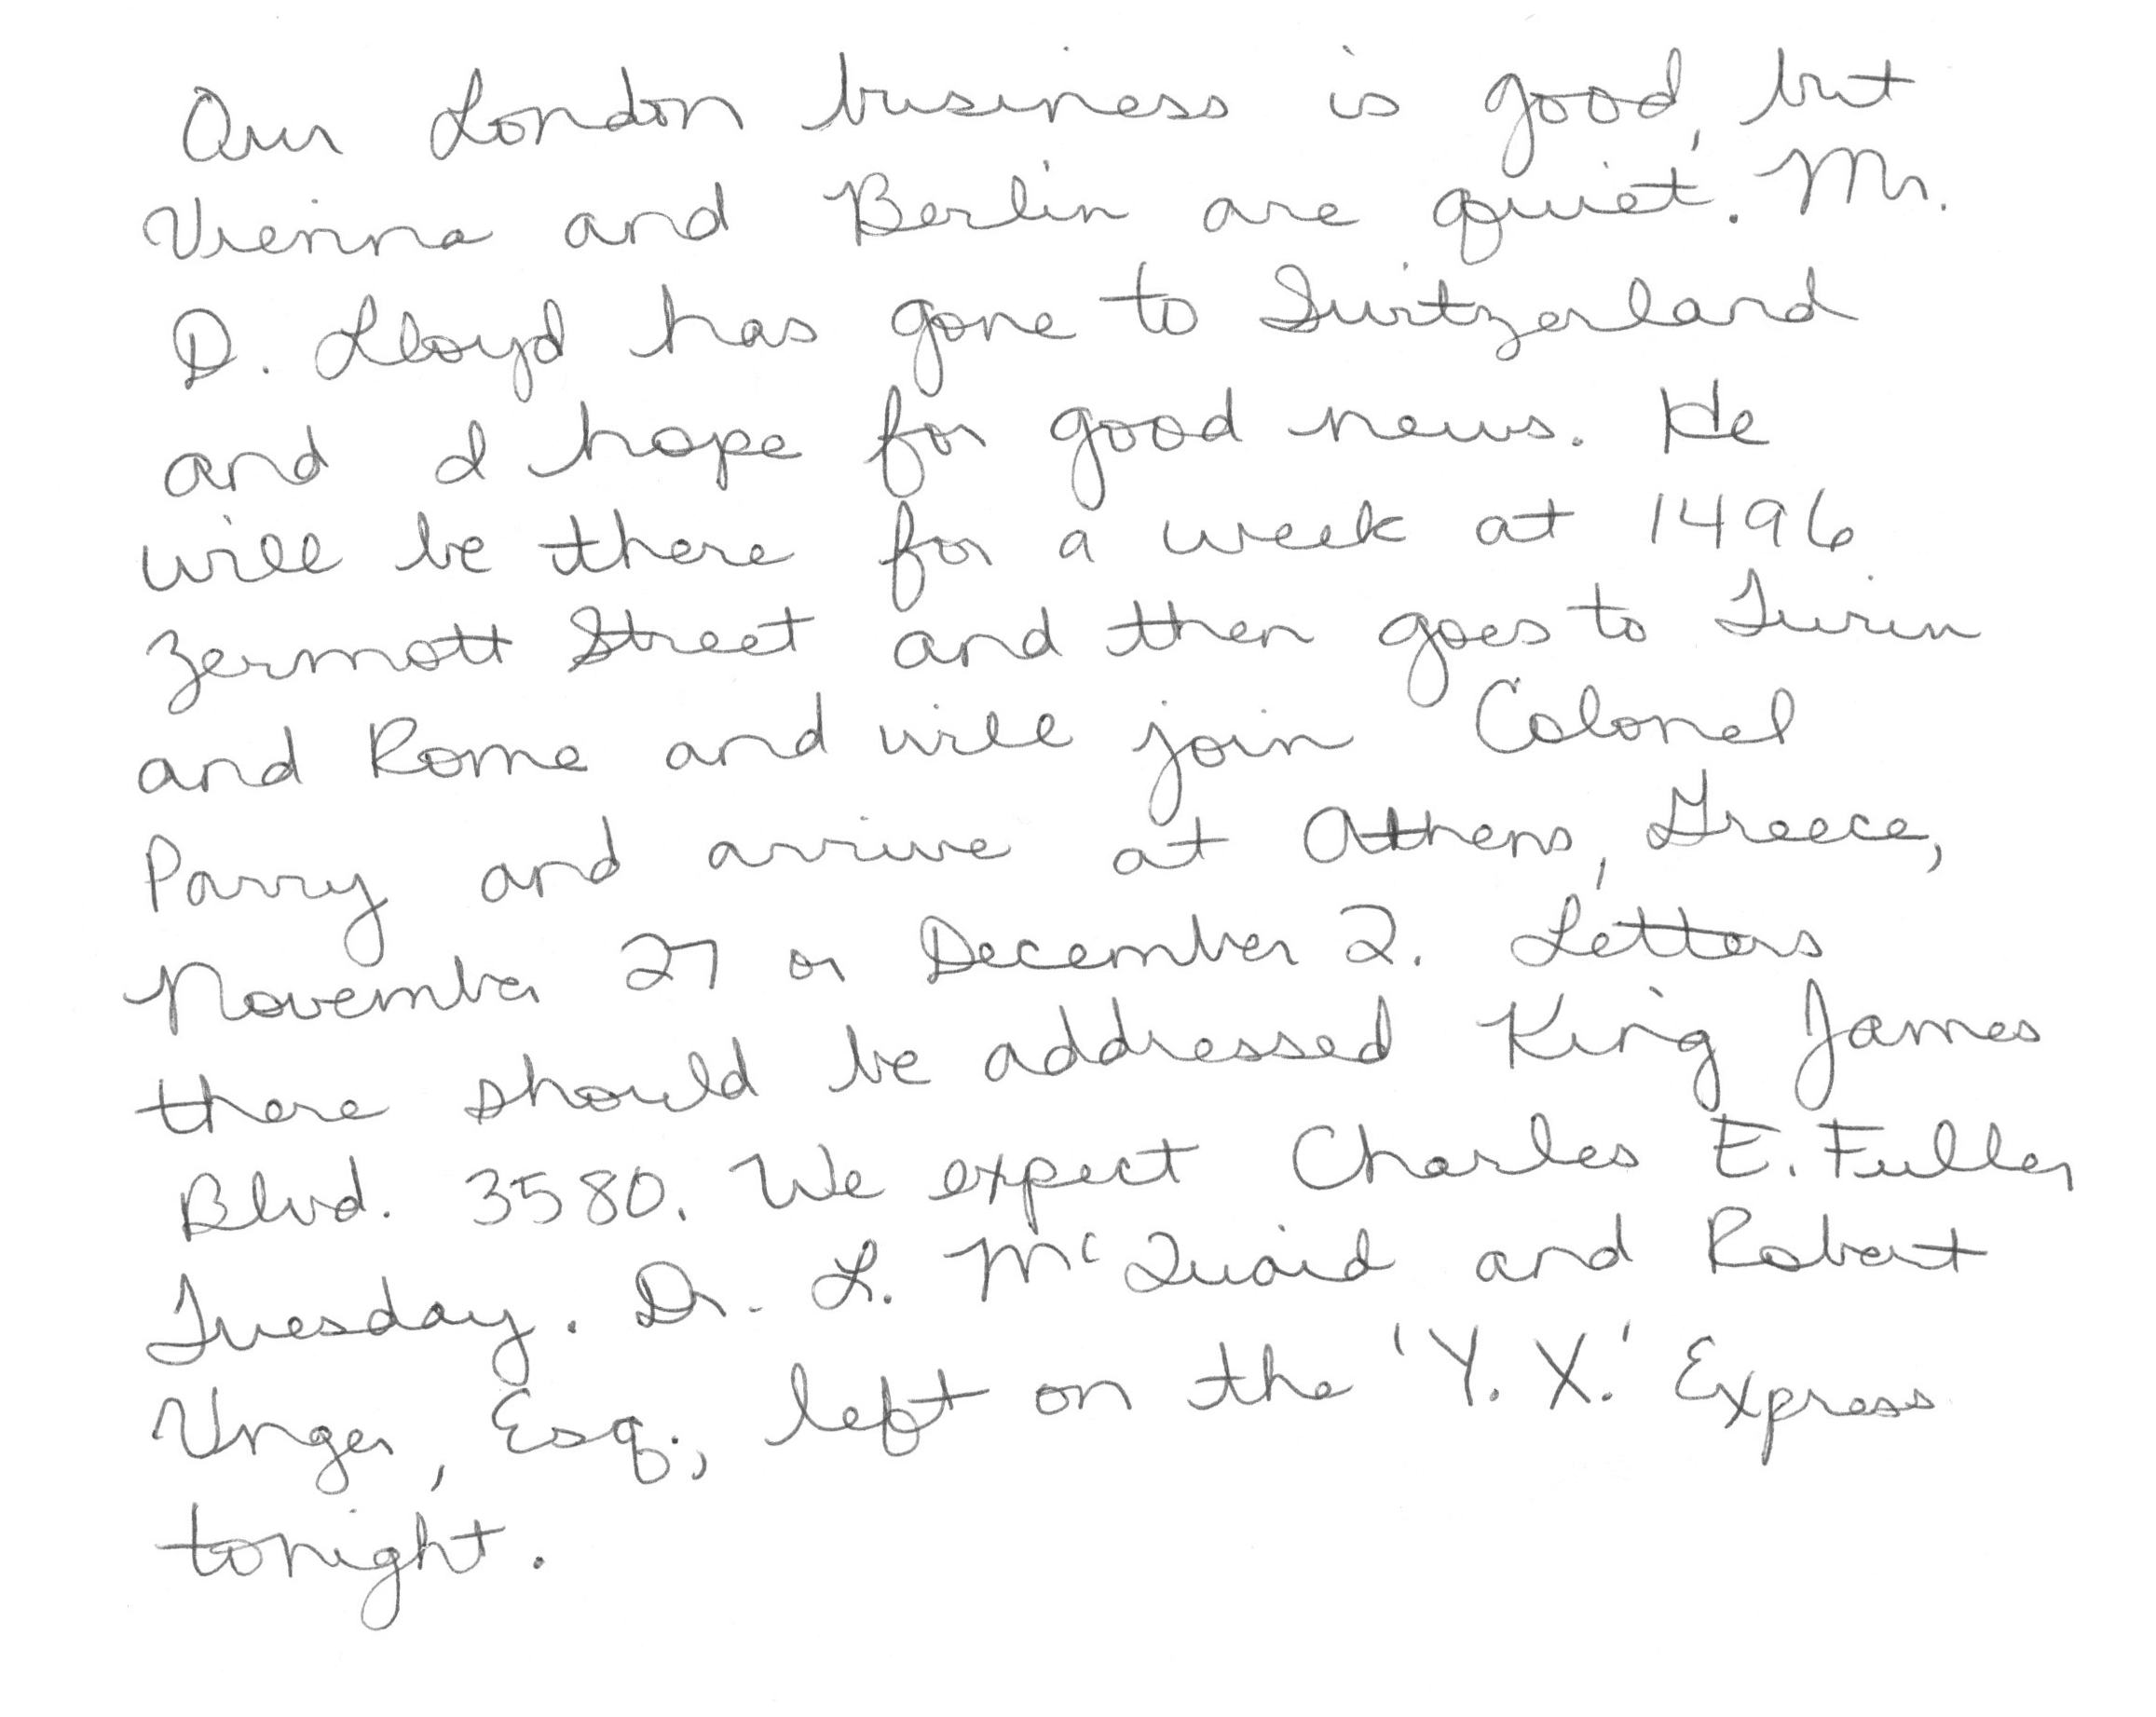 Our London business is good, but
Vienna and Berlin are quiet. Mr.
D. Lloyd has gone to Switzerland
and I hope for good news. He
will be there for a week at 1496
Zermott Street and then goes to Turin
and Rome and will join Colonel
Parry and arrive at Athens, Greece,
November 27 or December 2. Letters
there should be addressed King James
Blvd. 3580. We expect Charles E. Fuller
Tuesday. Dr. L. McQuaid and Robert
Unger, Esq., left on the 'Y. X.' Express
tonight.